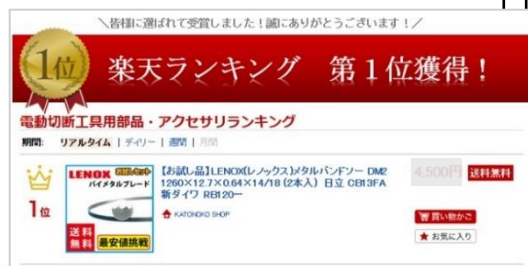 ＼皆様に選ばれて受賞しました！誠にありがとうございます！／
1位
楽天ランキング 第１位獲得！
電動切断工具用部品・アクセサリランキング
期間: リアルタイム | デイリー | 週間 | 月間
1位
LENOX お試しセット
バイメタルブレード
送料無料
最安値挑戦
【お試し品】LENOX(レノックス)メタルバンドソー DM2
1260×12.7×0.64×14/18 (2本入) 日立 CB13FA
新ダイワ RB120ー
KATONOKO SHOP
4,500円 送料無料
買い物かご
★ お気に入り